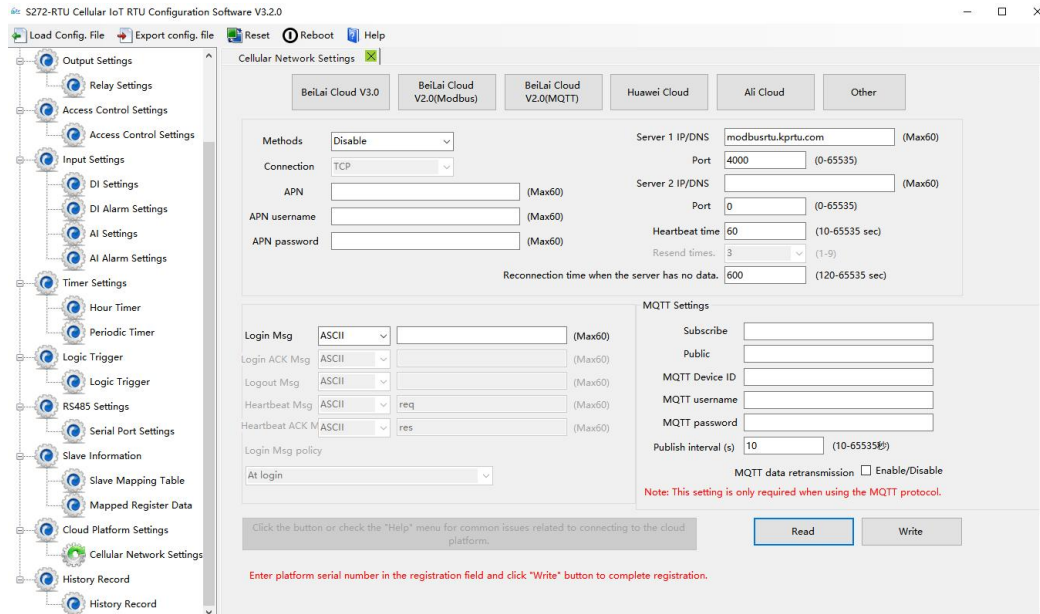 S272-RTU Cellular IoT RTU Configuration Software V3.2.0
Load Config. File Export config. file Reset Reboot Help
Output Settings
Relay Settings
Access Control Settings
Access Control Settings
Input Settings
DI Settings
DI Alarm Settings
AI Settings
AI Alarm Settings
Timer Settings
Hour Timer
Periodic Timer
Logic Trigger
Logic Trigger
RS485 Settings
Serial Port Settings
Slave Information
Slave Mapping Table
Mapped Register Data
Cloud Platform Settings
Cellular Network Settings
History Record
History Record
Cellular Network Settings
BeiLai Cloud V3.0
BeiLai Cloud
V2.0(Modbus)
BeiLai Cloud
V2.0(MQTT)
Huawei Cloud
Ali Cloud
Other
Methods Disable
Connection TCP
APN (Max60)
APN username (Max60)
APN password (Max60)
Server 1 IP/DNS modbusrtu.kprtu.com (Max60)
Port 4000 (0-65535)
Server 2 IP/DNS (Max60)
Port 0 (0-65535)
Heartbeat time 60 (10-65535 sec)
Resend times. 3 (1-9)
Reconnection time when the server has no data. 600 (120-65535 sec)
Login Msg ASCII (Max60)
Login ACK Msg ASCII (Max60)
Logout Msg ASCII (Max60)
Heartbeat Msg ASCII req (Max60)
Heartbeat ACK M ASCII res (Max60)
Login Msg policy
At login
MQTT Settings
Subscribe
Public
MQTT Device ID
MQTT username
MQTT password
Publish interval (s) 10 (10-65535秒)
MQTT data retransmission Enable/Disable
Note: This setting is only required when using the MQTT protocol.
Click the button or check the "Help" menu for common issues related to connecting to the cloud
platform.
Read
Write
Enter platform serial number in the registration field and click "Write" button to complete registration.